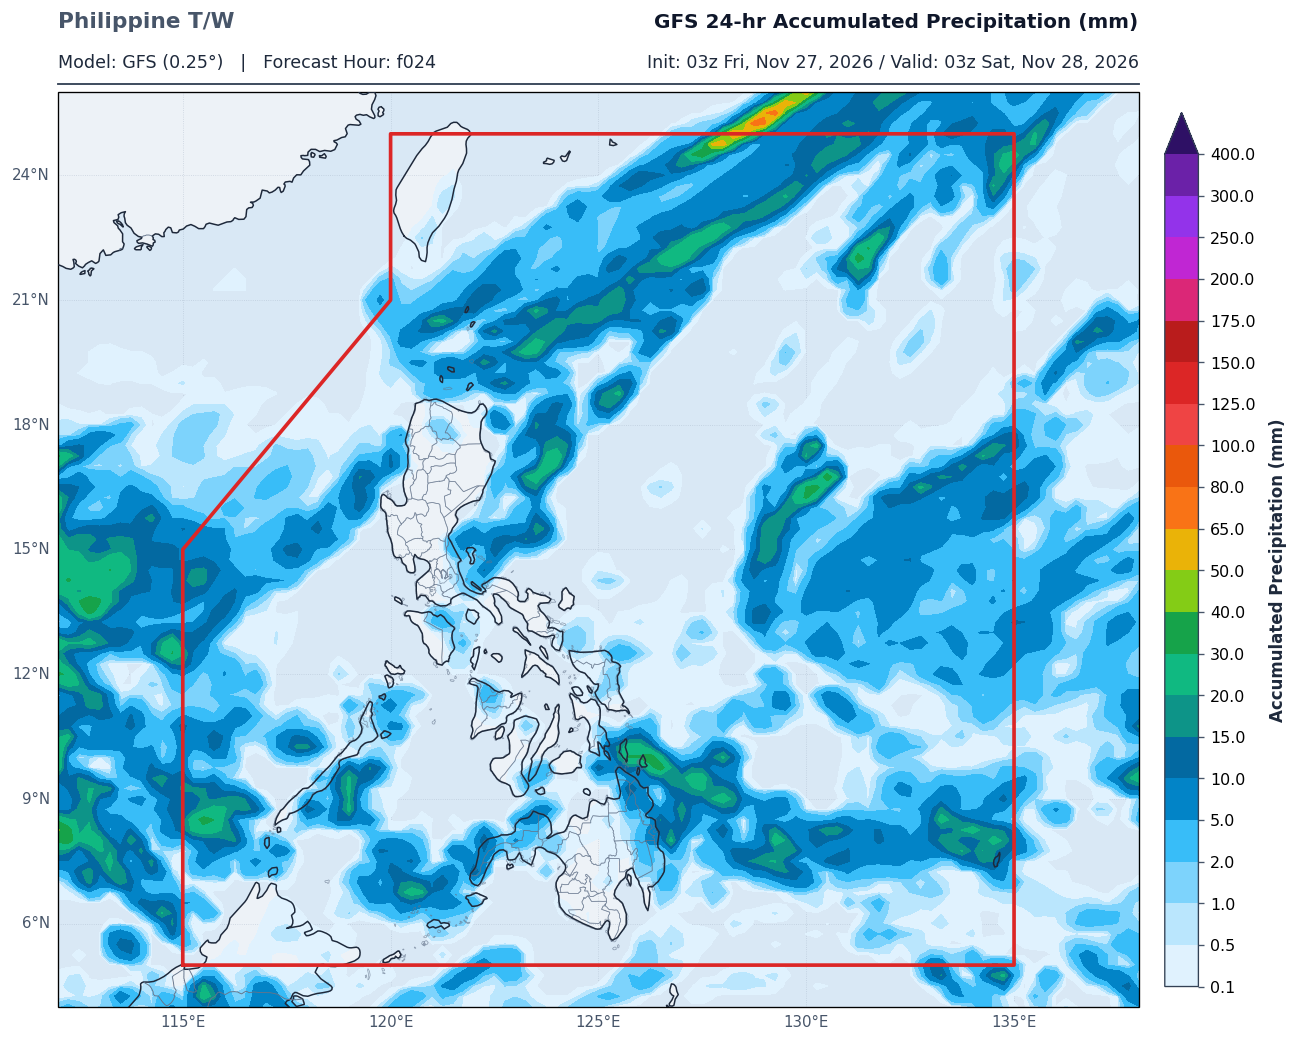 Philippine T/W
GFS 24-hr Accumulated Precipitation (mm)
Model: GFS (0.25°)   |   Forecast Hour: f024
Init: 03z Fri, Nov 27, 2026 / Valid: 03z Sat, Nov 28, 2026
24°N
21°N
18°N
15°N
12°N
9°N
6°N
115°E
120°E
125°E
130°E
135°E
400.0
300.0
250.0
200.0
175.0
150.0
125.0
100.0
80.0
65.0
50.0
40.0
30.0
20.0
15.0
10.0
5.0
2.0
1.0
0.5
0.1
Accumulated Precipitation (mm)